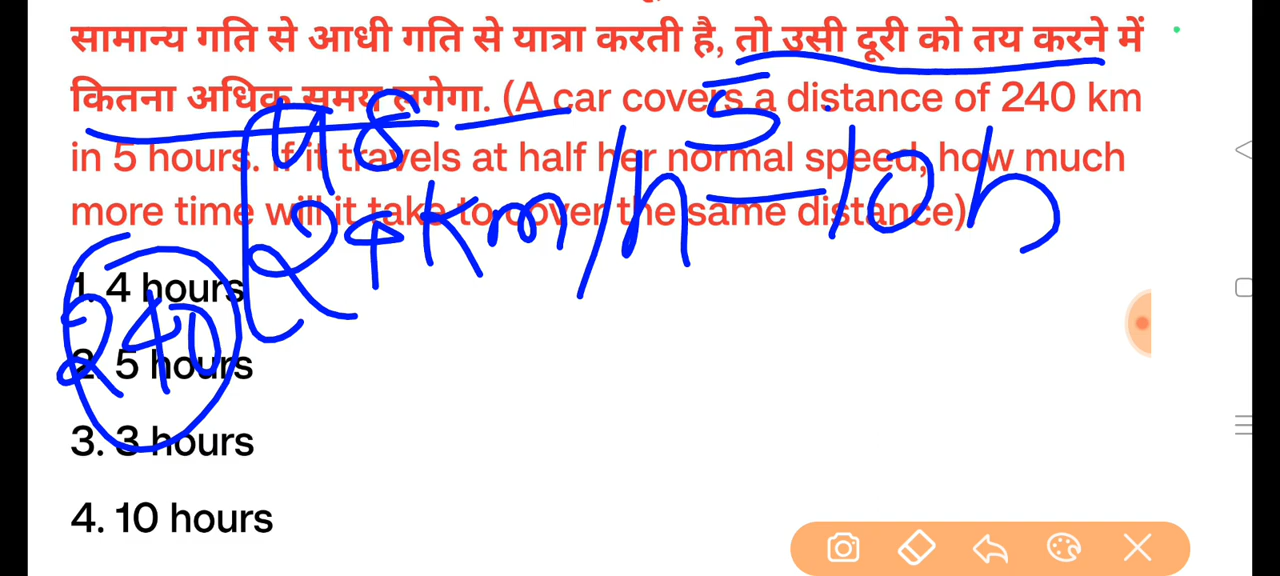 सामान्य गति से आधी गति से यात्रा करती है, तो उसी दूरी को तय करने में
कितना अधिक समय लगेगा. (A car covers a distance of 240 km
in 5 hours. If it travels at half her normal speed, how much
more time will it take to cover the same distance)
48
5
24km/h = 10h
240
1. 4 hours
2. 5 hours
3. 3 hours
4. 10 hours